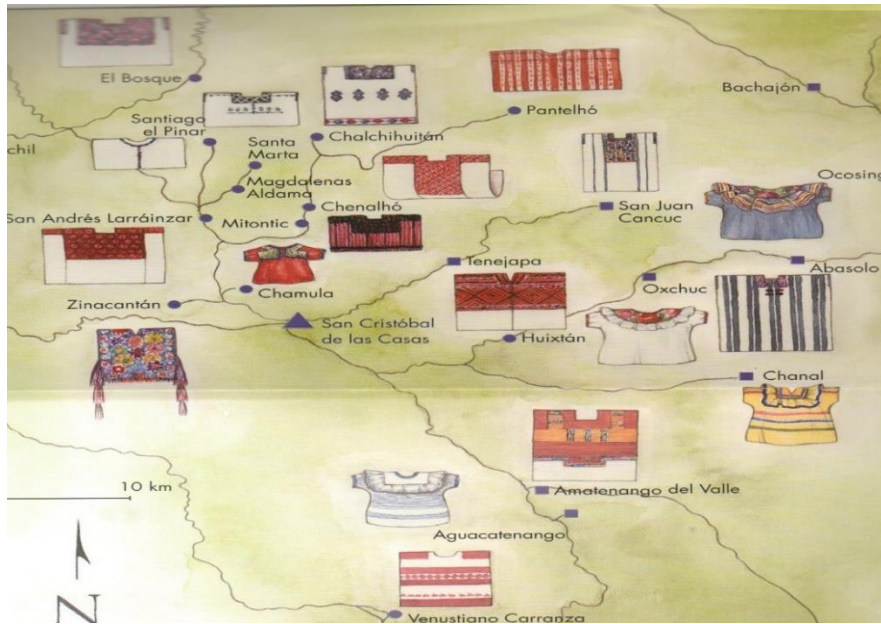 El Bosque
Santiago
el Pinar
Santa
Marta
Chalchihuitán
Pantelhó
Bachajón
chil
Magdalenas
Aldama
Chenalhó
San Juan
Cancuc
Ocosing
San Andrés Larráinzar
Mitontic
Tenejapa
Oxchuc
Abasolo
Zinacantán
Chamula
San Cristóbal
de las Casas
Huixtán
Chanal
10 km
Amatenango del Valle
Aguacatenango
N
Venustiano Carranza